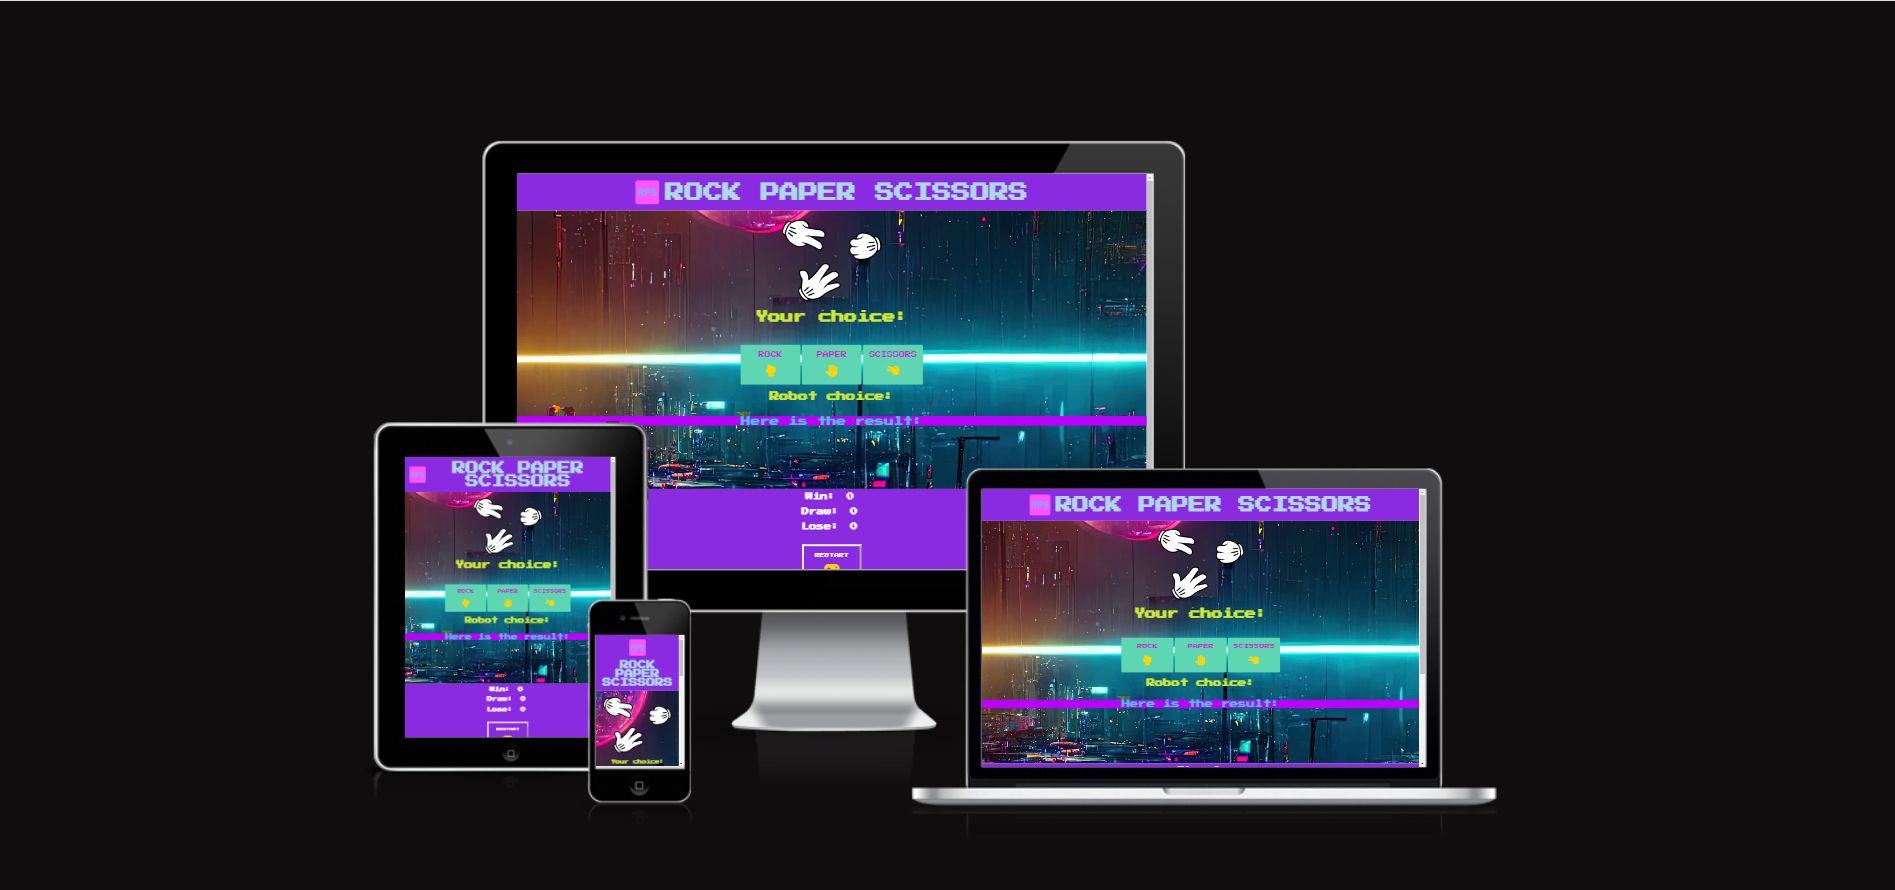 RPS ROCK PAPER SCISSORS
Your choice:
ROCK PAPER SCISSORS
Robot choice:
Here is the result:
Win: 0
Draw: 0
Lose: 0
RESTART
ROCK PAPER
SCISSORS
Your choice:
ROCK PAPER SCISSORS
Robot choice:
Here is the result:
Win: 0
Draw: 0
Lose: 0
RESTART
ROCK
PAPER
SCISSORS
Your choice:
RPS ROCK PAPER SCISSORS
Your choice:
ROCK PAPER SCISSORS
Robot choice:
Here is the result: